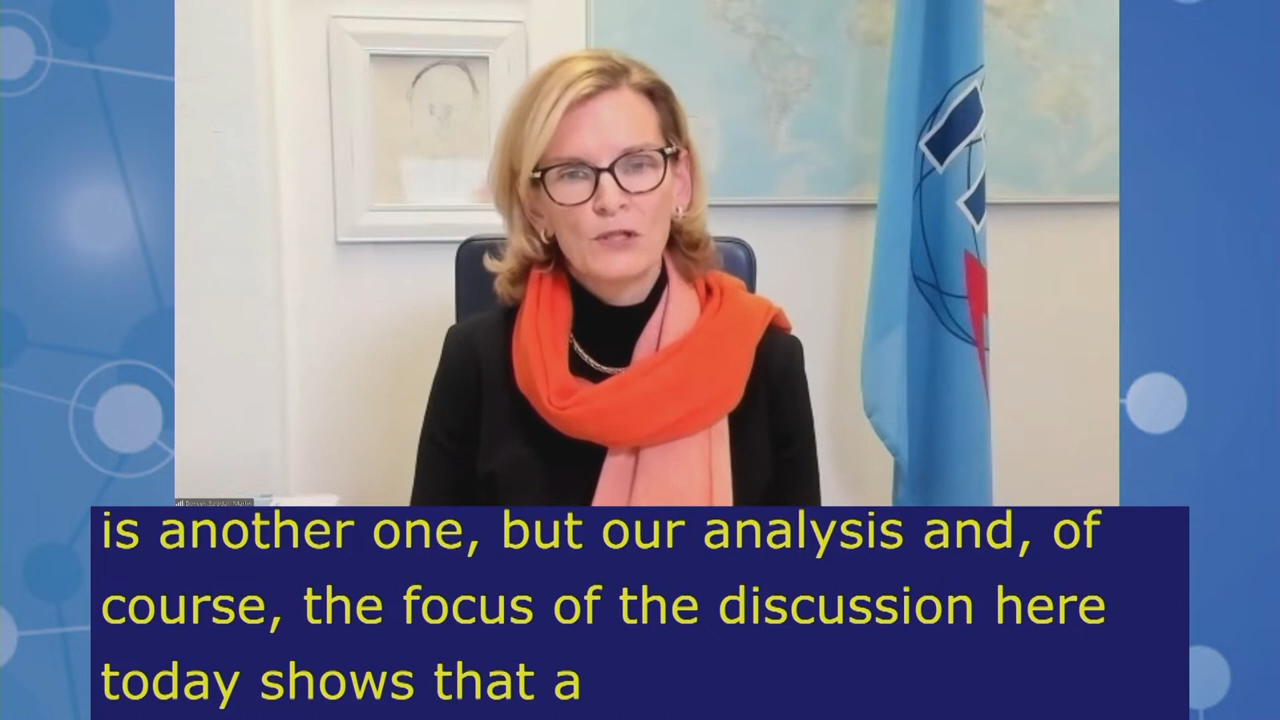 is another one, but our analysis and, of
course, the focus of the discussion here
today shows that a